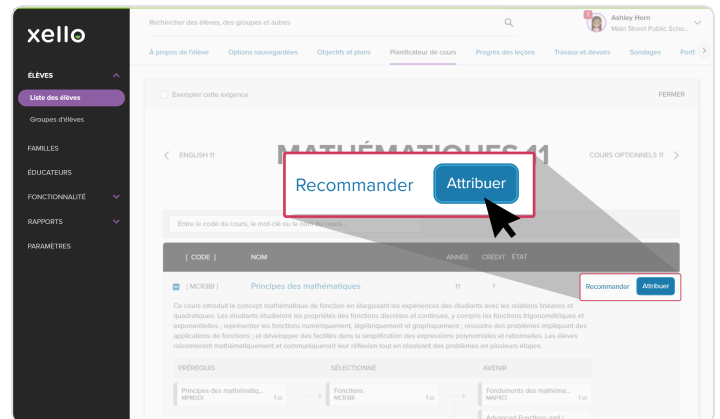 xello
Rechercher des élèves, des groupes et autres
7
Ashley Hern
Main Street Public Scho...
À propos de l'élève Options sauvegardées Objectifs et plans Planificateur de cours Progrès des leçons Travaux et devoirs Sondages Portf
ÉLÈVES
Liste des élèves
Groupes d'élèves
FAMILLES
ÉDUCATEURS
FONCTIONNALITÉ
RAPPORTS
PARAMÈTRES
Exempter cette exigence
FERMER
ENGLISH 11
MATHÉMATIQUES 11
COURS OPTIONNELS 11
Recommander Attribuer
Entre le code du cours, le mot-clé ou le nom du cours...
[ CODE ] NOM ANNÉE CRÉDIT ÉTAT
[ MCR3BI ] Principes des mathématiques 11 1 Recommander Attribuer
Ce cours introduit le concept mathématique de fonction en élargissant les expériences des étudiants avec les relations linéaires et
quadratiques. Les étudiants étudieront les propriétés des fonctions discrètes et continues, y compris les fonctions trigonométriques et
exponentielles ; représenter les fonctions numériquement, algébriquement et graphiquement ; résoudre des problèmes impliquant des
applications de fonctions ; et développer des facilités dans la simplification des expressions polynomiales et rationnelles. Les élèves
raisonneront mathématiquement et communiqueront leur réflexion tout en résolvant des problèmes en plusieurs étapes.
PRÉREQUIS SÉLECTIONNÉ AVENIR
Principes des mathématiq...
MPM2DI 1 cr.
Fonctions
MCR3BI 1 cr.
Fondements des mathéma...
MAP4CI 1 cr.
Advanced Functions and I...